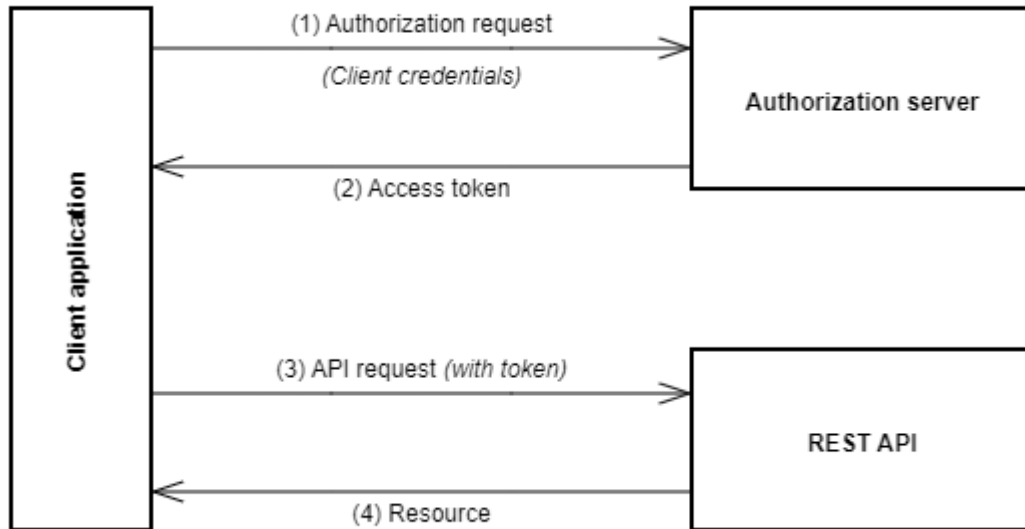 (1) Authorization request
(Client credentials)
Authorization server
(2) Access token
Client application
(3) API request (with token)
REST API
(4) Resource